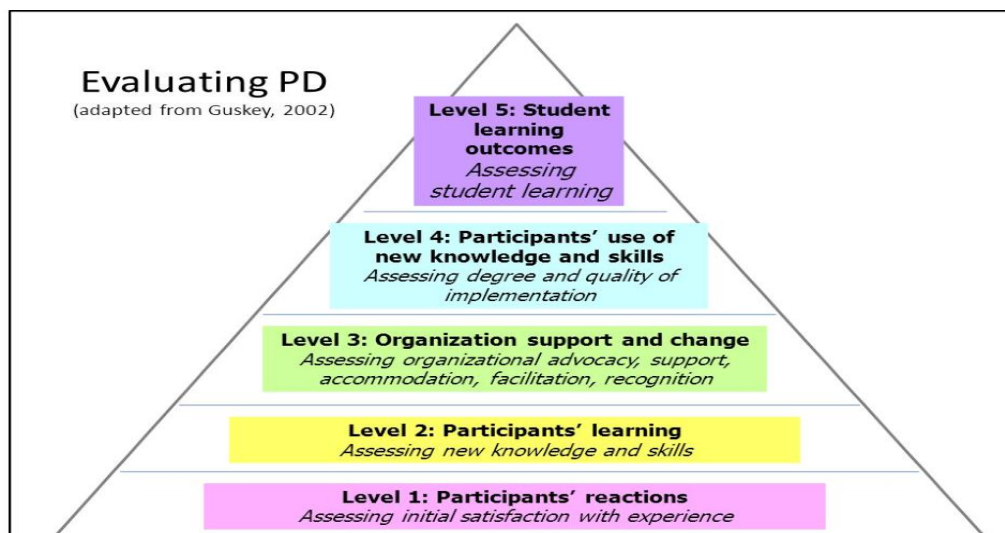 Evaluating PD
(adapted from Guskey, 2002)
Level 5: Student
learning
outcomes
Assessing
student learning
Level 4: Participants’ use of
new knowledge and skills
Assessing degree and quality of
implementation
Level 3: Organization support and change
Assessing organizational advocacy, support,
accommodation, facilitation, recognition
Level 2: Participants’ learning
Assessing new knowledge and skills
Level 1: Participants’ reactions
Assessing initial satisfaction with experience